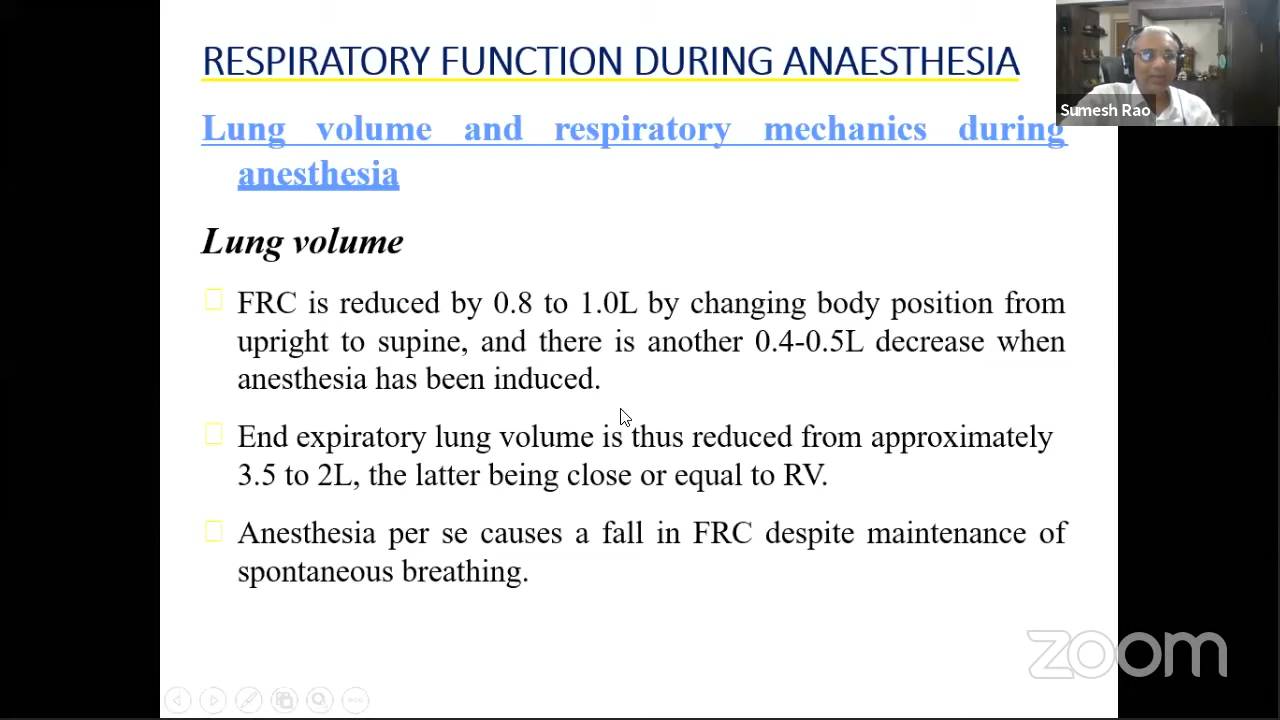 RESPIRATORY FUNCTION DURING ANAESTHESIA
Sumesh Rao
Lung volume and respiratory mechanics during
anesthesia
Lung volume
FRC is reduced by 0.8 to 1.0L by changing body position from
upright to supine, and there is another 0.4-0.5L decrease when
anesthesia has been induced.
End expiratory lung volume is thus reduced from approximately
3.5 to 2L, the latter being close or equal to RV.
Anesthesia per se causes a fall in FRC despite maintenance of
spontaneous breathing.
zoom